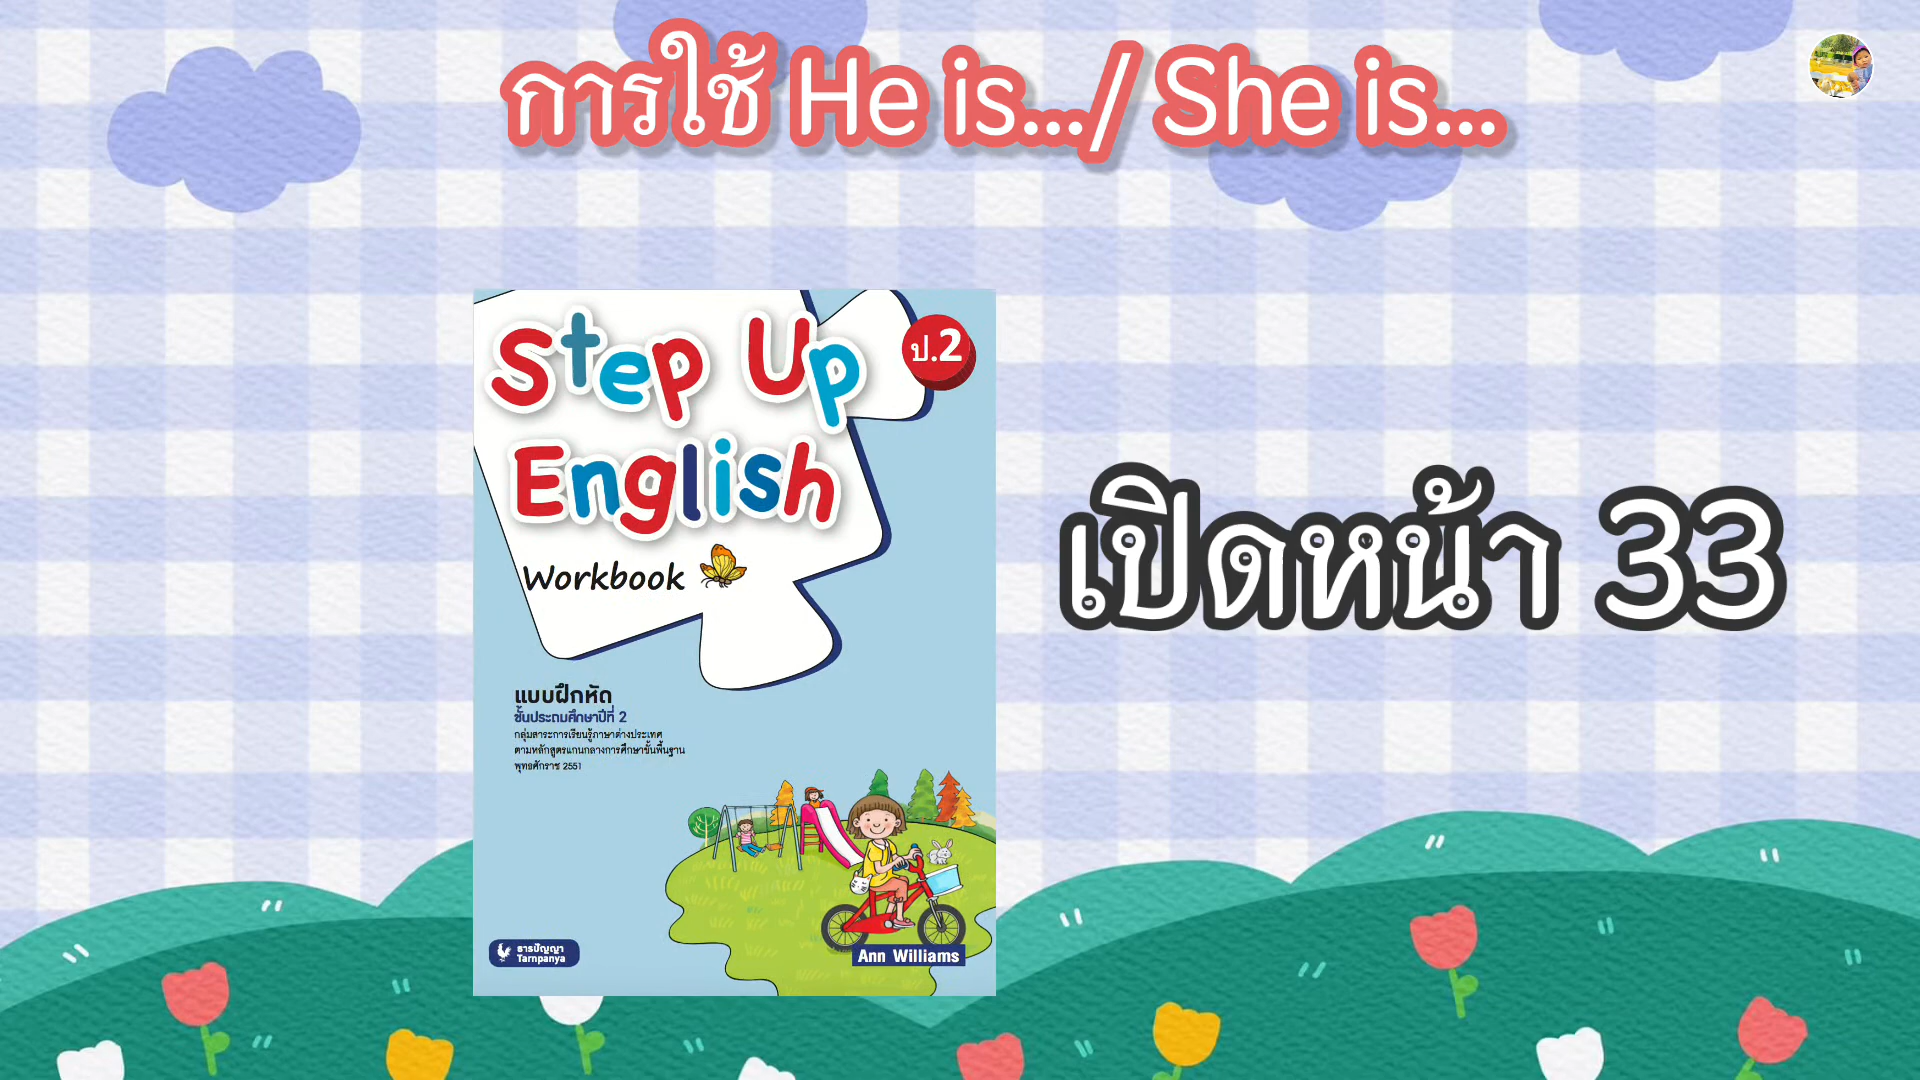 การใช้ He is.../ She is...
Step Up
ป.2
English
Workbook
เปิดหน้า 33
แบบฝึกหัด
ชั้นประถมศึกษาปีที่ 2
กลุ่มสาระการเรียนรู้ภาษาต่างประเทศ
ตามหลักสูตรแกนกลางการศึกษาขั้นพื้นฐาน
พุทธศักราช 2551
ธารปัญญา
Tarnpanya
Ann Williams